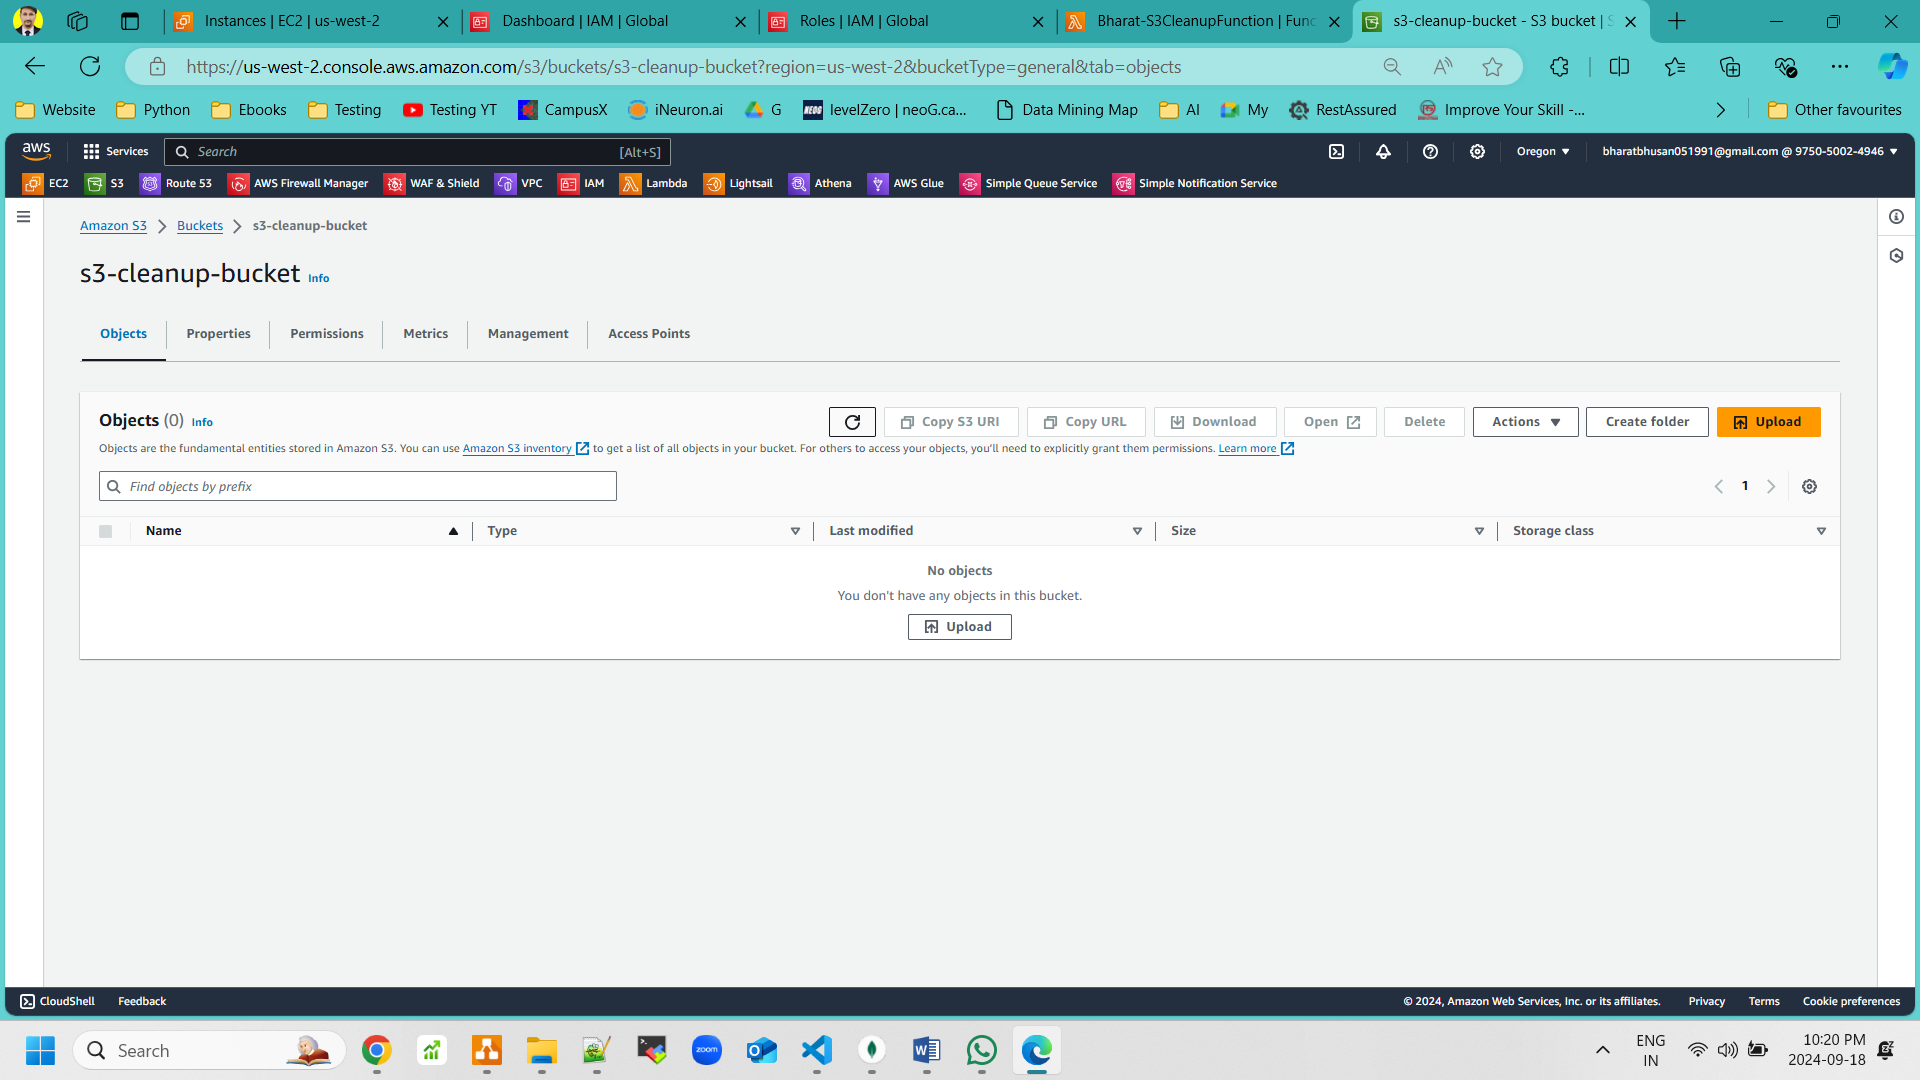 Instances | EC2 | us-west-2
Dashboard | IAM | Global
Roles | IAM | Global
Bharat-S3CleanupFunction | Func
s3-cleanup-bucket - S3 bucket | S
https://us-west-2.console.aws.amazon.com/s3/buckets/s3-cleanup-bucket?region=us-west-2&bucketType=general&tab=objects
Website Python Ebooks Testing Testing YT CampusX iNeuron.ai G levelZero | neoG.ca... Data Mining Map AI My RestAssured Improve Your Skill -... Other favourites
aws Services Search [Alt+S] Oregon bharatbhusan051991@gmail.com @ 9750-5002-4946
EC2 S3 Route 53 AWS Firewall Manager WAF & Shield VPC IAM Lambda Lightsail Athena AWS Glue Simple Queue Service Simple Notification Service
Amazon S3 Buckets s3-cleanup-bucket
s3-cleanup-bucket Info
Objects Properties Permissions Metrics Management Access Points
Objects (0) Info
Copy S3 URI Copy URL Download Open Delete Actions Create folder Upload
Objects are the fundamental entities stored in Amazon S3. You can use Amazon S3 inventory to get a list of all objects in your bucket. For others to access your objects, you'll need to explicitly grant them permissions. Learn more
Find objects by prefix
1
Name Type Last modified Size Storage class
No objects
You don't have any objects in this bucket.
Upload
CloudShell Feedback © 2024, Amazon Web Services, Inc. or its affiliates. Privacy Terms Cookie preferences
Search
zoom
ENG
IN
10:20 PM
2024-09-18